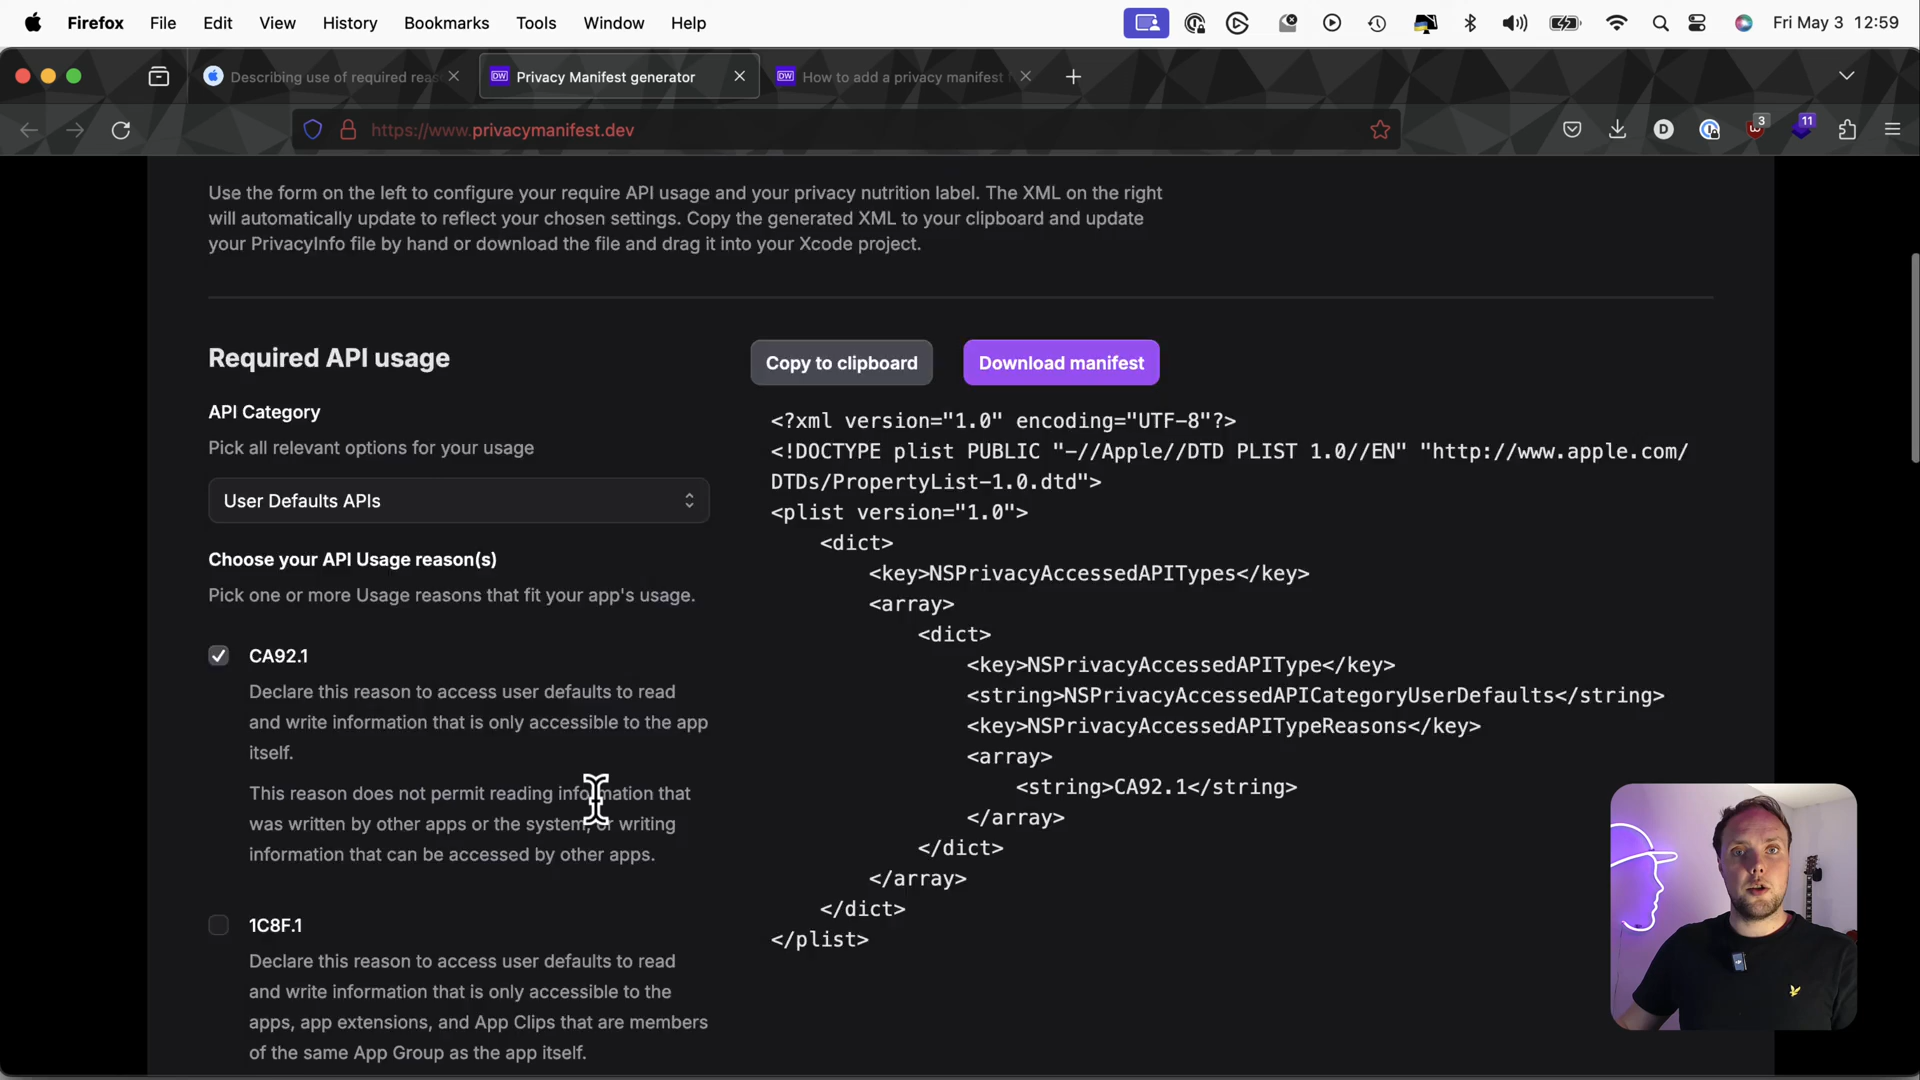 Firefox File Edit View History Bookmarks Tools Window Help Fri May 3 12:59
Describing use of required rea
DW Privacy Manifest generator
DW How to add a privacy manifest
https://www.privacymanifest.dev
D 3 11
Use the form on the left to configure your require API usage and your privacy nutrition label. The XML on the right
will automatically update to reflect your chosen settings. Copy the generated XML to your clipboard and update
your PrivacyInfo file by hand or download the file and drag it into your Xcode project.
Required API usage
API Category
Pick all relevant options for your usage
User Defaults APIs
Choose your API Usage reason(s)
Pick one or more Usage reasons that fit your app's usage.
CA92.1
Declare this reason to access user defaults to read
and write information that is only accessible to the app
itself.
This reason does not permit reading information that
was written by other apps or the system, or writing
information that can be accessed by other apps.
1C8F.1
Declare this reason to access user defaults to read
and write information that is only accessible to the
apps, app extensions, and App Clips that are members
of the same App Group as the app itself.
Copy to clipboard
Download manifest
<?xml version="1.0" encoding="UTF-8"?>
<!DOCTYPE plist PUBLIC "-//Apple//DTD PLIST 1.0//EN" "http://www.apple.com/
DTDs/PropertyList-1.0.dtd">
<plist version="1.0">
<dict>
<key>NSPrivacyAccessedAPITypes</key>
<array>
<dict>
<key>NSPrivacyAccessedAPIType</key>
<string>NSPrivacyAccessedAPICategoryUserDefaults</string>
<key>NSPrivacyAccessedAPITypeReasons</key>
<array>
<string>CA92.1</string>
</array>
</dict>
</array>
</dict>
</plist>